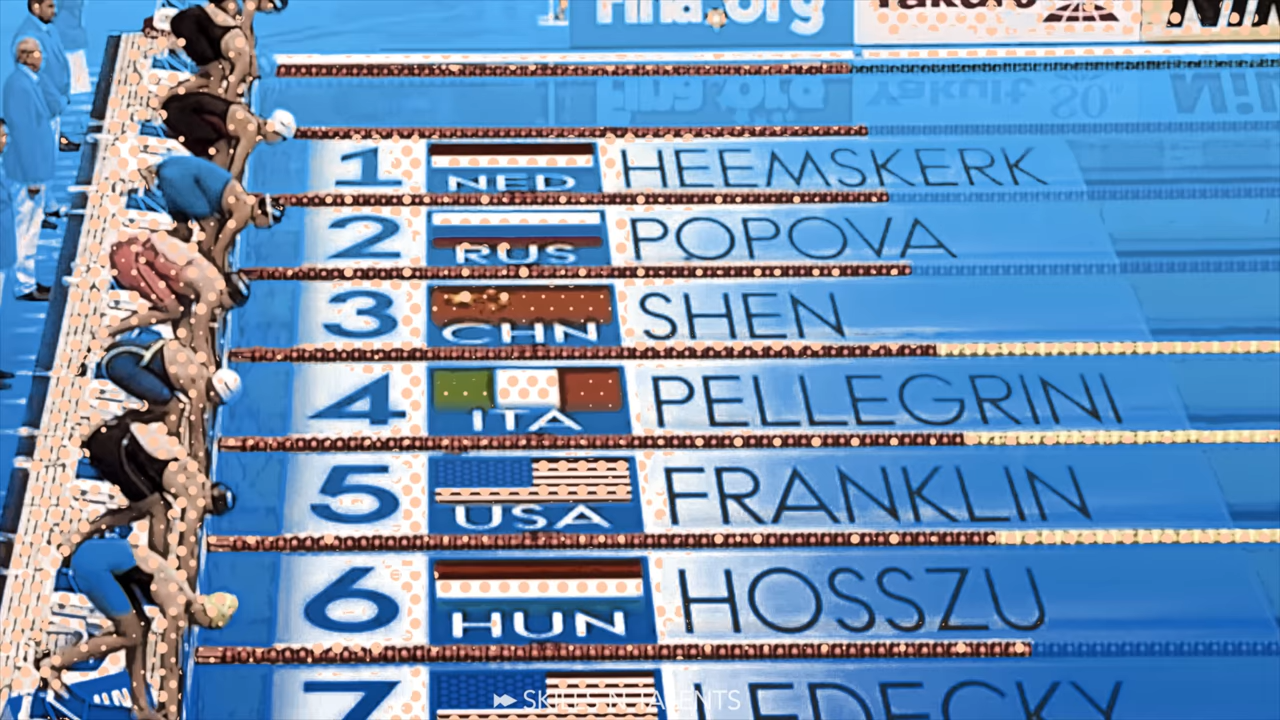 Fina.org
Yakult
1 NED HEEMSKERK
2 RUS POPOVA
3 CHN SHEN
4 ITA PELLEGRINI
5 USA FRANKLIN
6 HUN HOSSZU
7 LEDECKY
SKILLS N TALENTS